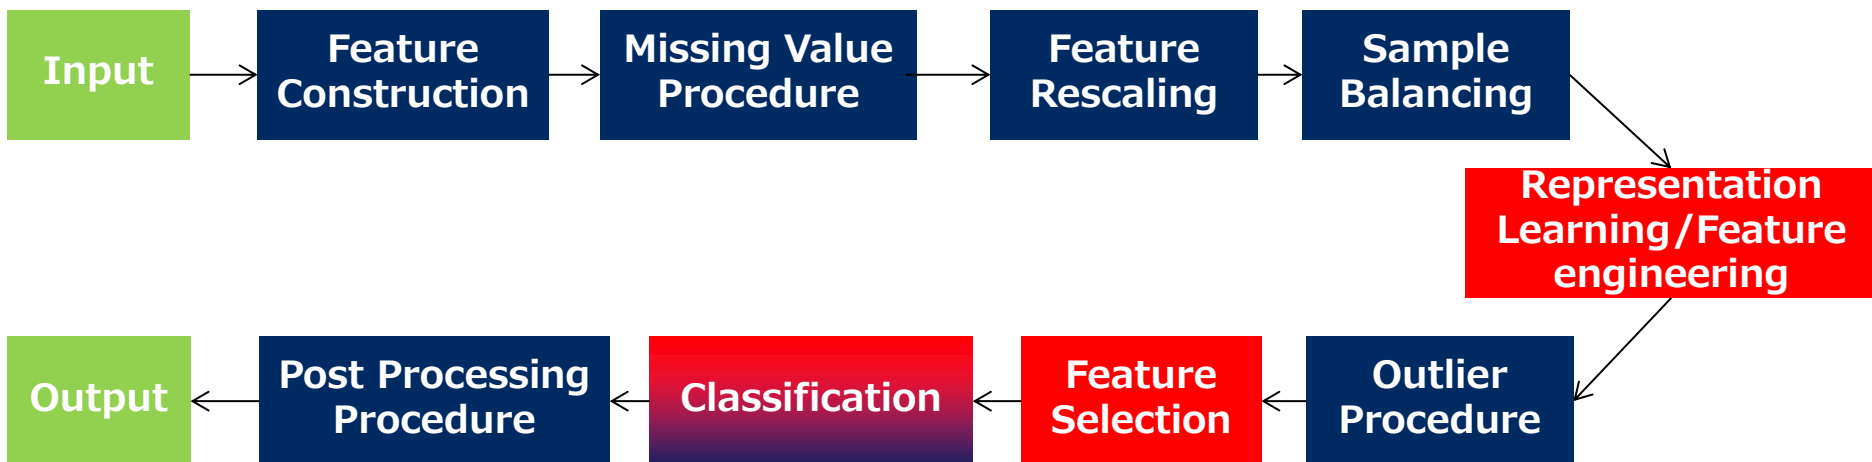 Input
Feature
Construction
Missing Value
Procedure
Feature
Rescaling
Sample
Balancing
Representation
Learning/Feature
engineering
Outlier
Procedure
Feature
Selection
Classification
Post Processing
Procedure
Output